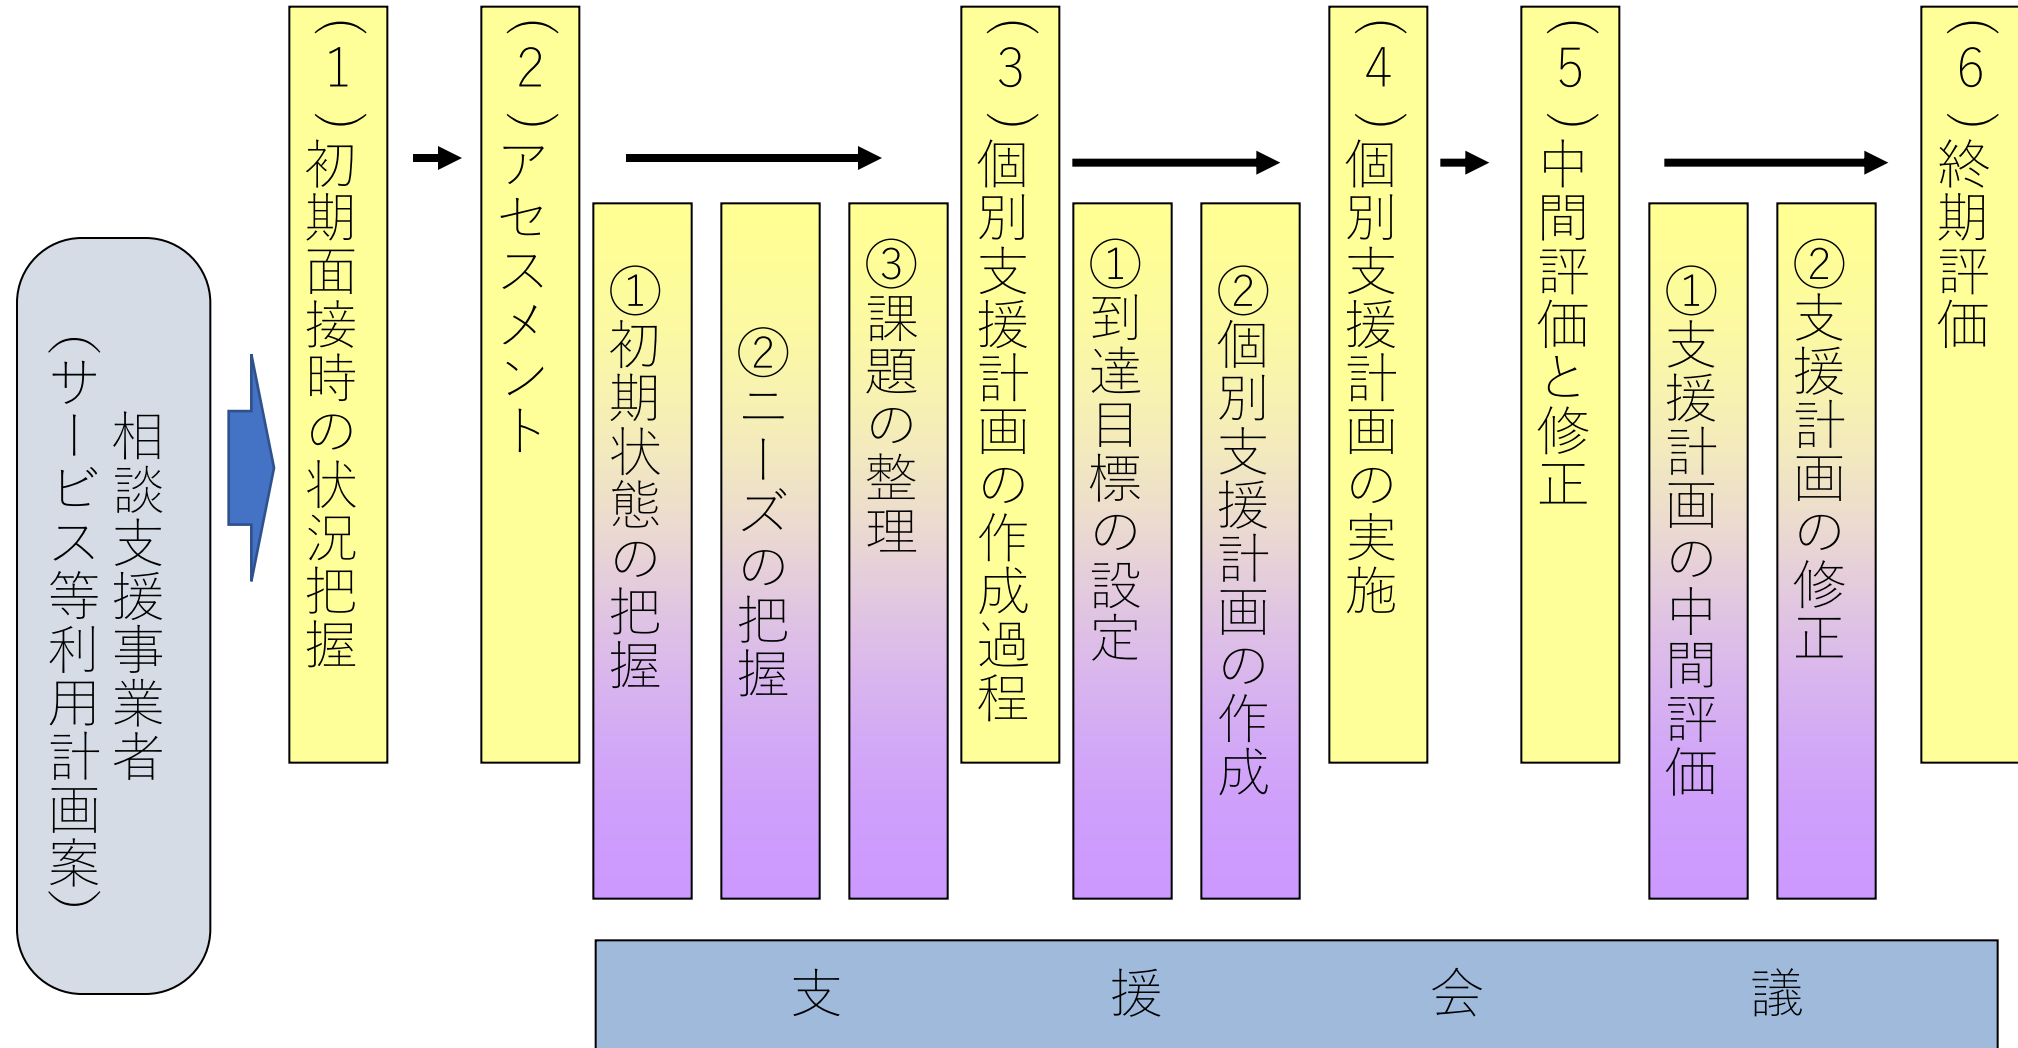 相談支援事業者
(サービス等利用計画案)
(1)初期面接時の状況把握
(2)アセスメント
①初期状態の把握
②ニーズの把握
③課題の整理
(3)個別支援計画の作成過程
①到達目標の設定
②個別支援計画の作成
(4)個別支援計画の実施
(5)中間評価と修正
①支援計画の中間評価
②支援計画の修正
(6)終期評価
支援会議